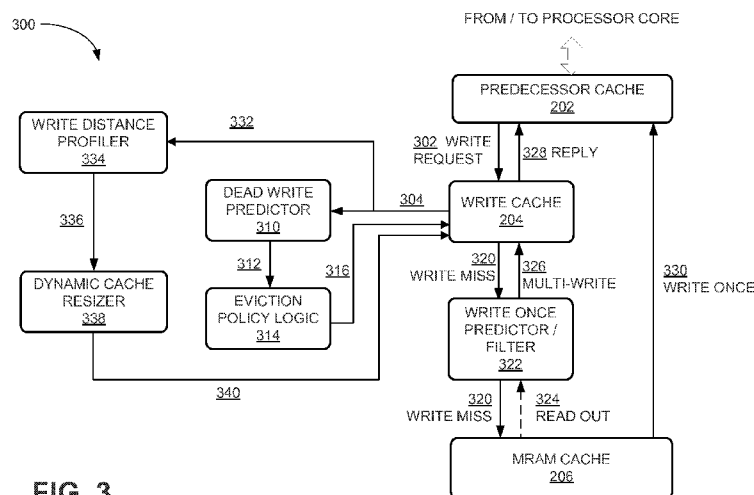 300
FROM / TO PROCESSOR CORE
PREDECESSOR CACHE
202
332
WRITE DISTANCE
PROFILER
334
302 WRITE
REQUEST
328 REPLY
DEAD WRITE
PREDICTOR
310
304
WRITE CACHE
204
336
312
316
320
WRITE MISS
326
MULTI-WRITE
330
WRITE ONCE
DYNAMIC CACHE
RESIZER
338
EVICTION
POLICY LOGIC
314
WRITE ONCE
PREDICTOR /
FILTER
322
340
320
WRITE MISS
324
READ OUT
MRAM CACHE
206
FIG. 3